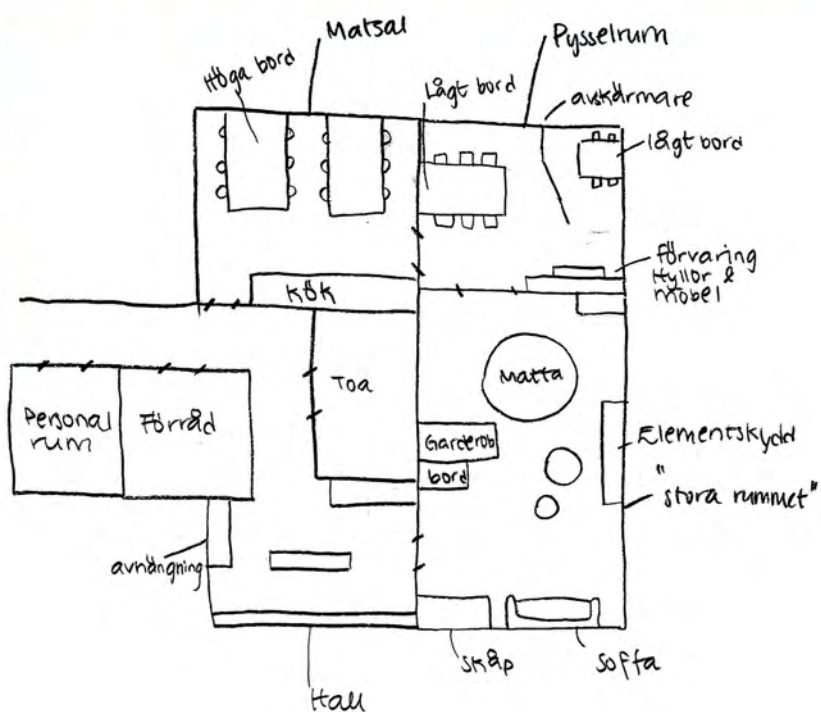 Matsal
Pysselrum
Höga bord
Lågt bord
avskärmare
lågt bord
förvaring
Hyllor &
möbel
KÖK
Toa
Matta
Personal
rum
Förråd
Garderob
bord
Elementskydd
"stora rummet"
avhängning
Hall
Skåp
Soffa